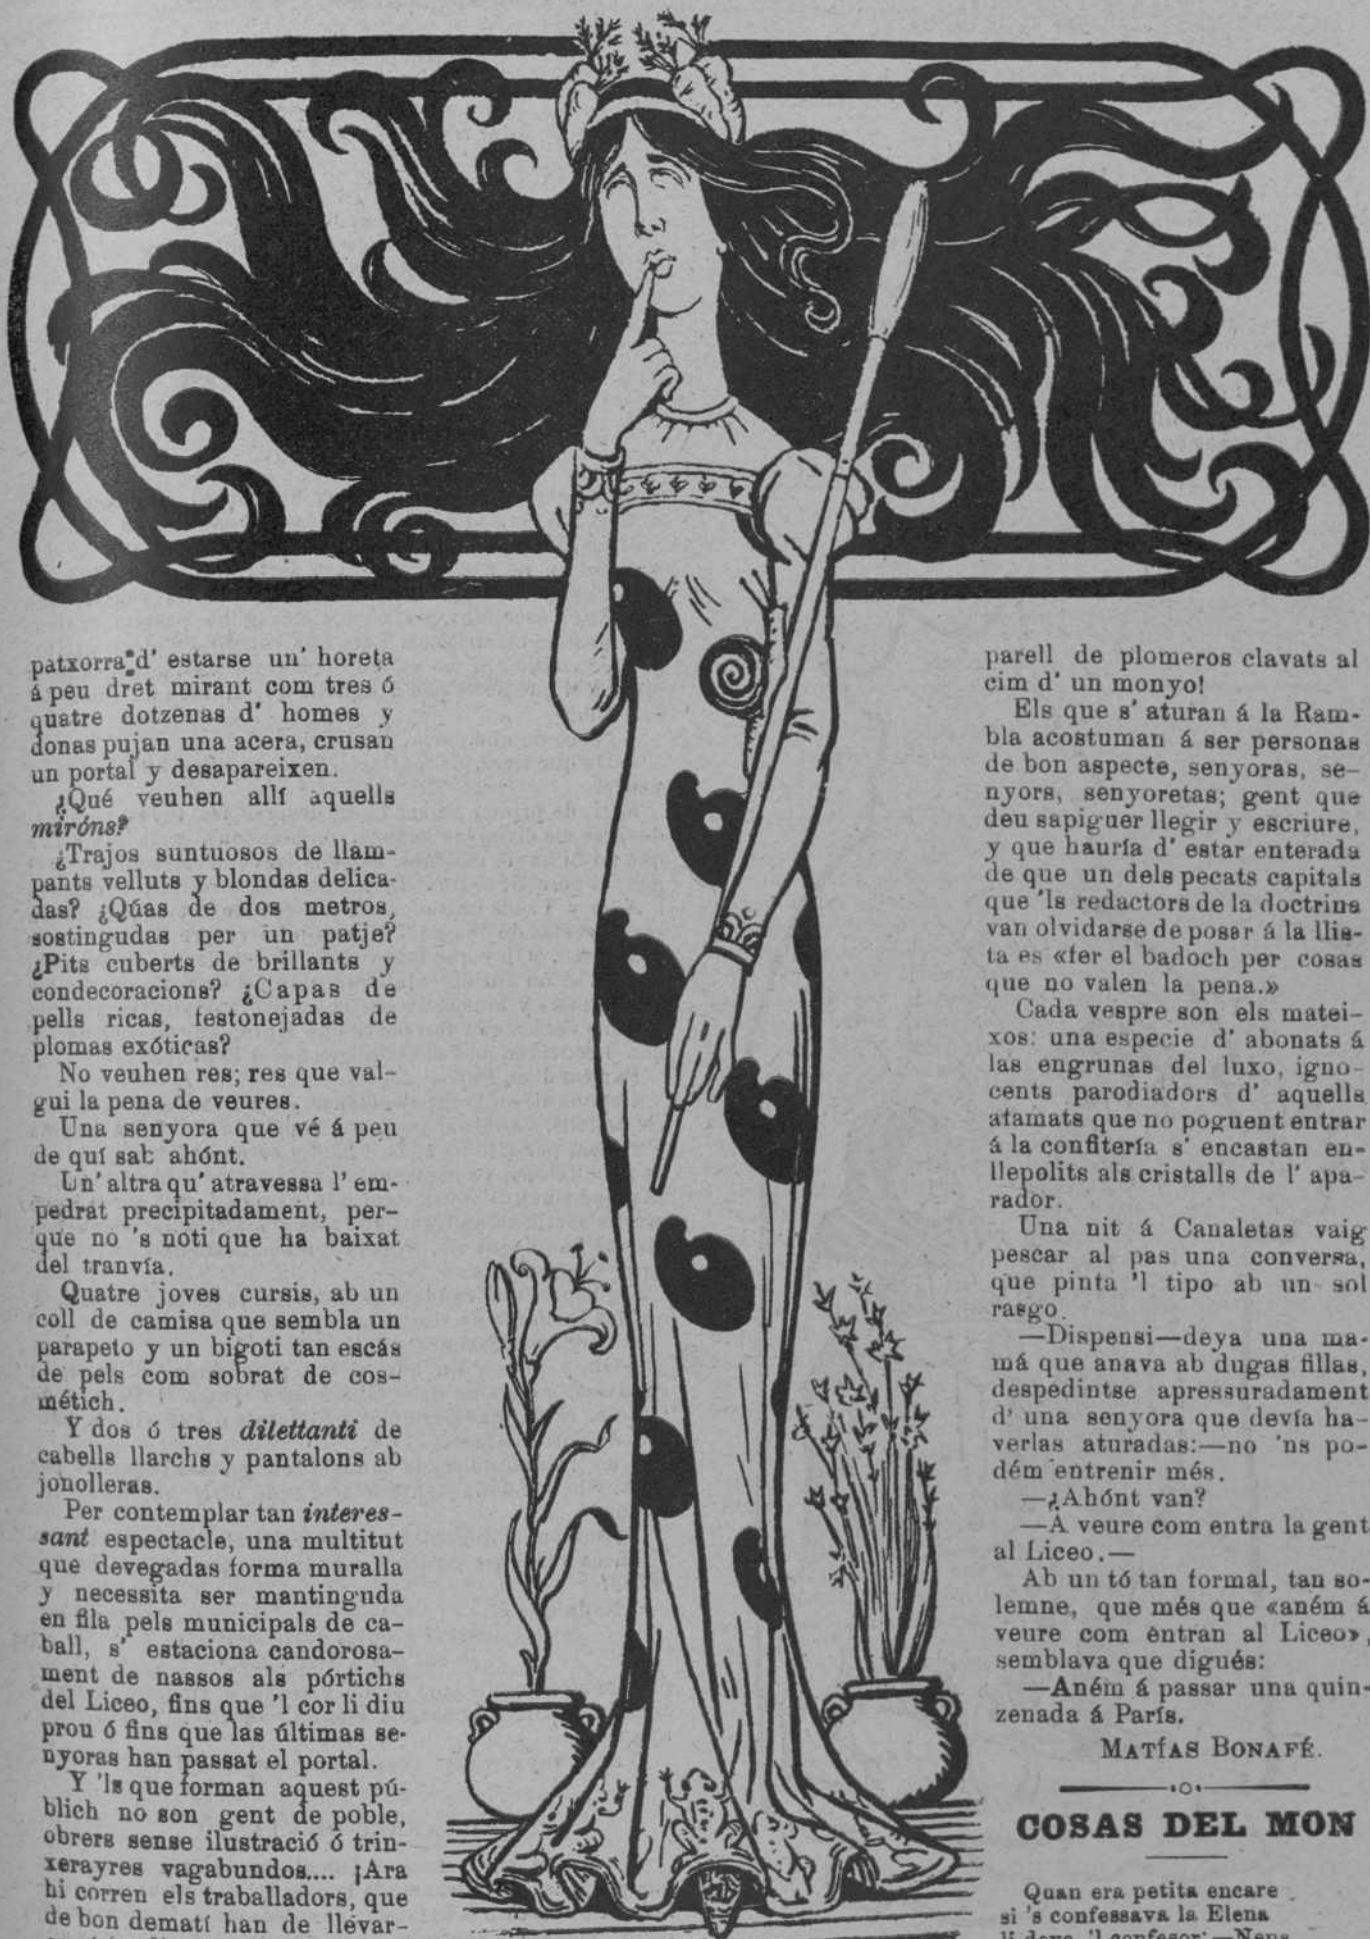 patxorra d' estarse un' horeta
á peu dret mirant com tres ó
quatre dotzenas d' homes y
donas pujan una acera, crusan
un portal y desapareixen.
¿Qué veuhen allí aquells
miróns?
¿Trajos suntuosos de llam-
pants velluts y blondas delica-
das? ¿Qúas de dos metros,
sostingudas per un patje?
¿Pits cuberts de brillants y
condecoracions? ¿Capas de
pells ricas, festonejadas de
plomas exóticas?
No veuhen res; res que val-
gui la pena de veures.
Una senyora que vé á peu
de quí sab ahónt.
Un' altra qu' atravessa l' em-
pedrat precipitadament, per-
que no 's noti que ha baixat
del tranvía.
Quatre joves cursis, ab un
coll de camisa que sembla un
parapeto y un bigoti tan escás
de pels com sobrat de cos-
métich.
Y dos ó tres dilettanti de
cabells llarchs y pantalons ab
jonolleras.
Per contemplar tan interes-
sant espectacle, una multitut
que devegadas forma muralla
y necessita ser mantinguda
en fila pels municipals de ca-
ball, s' estaciona candorosa-
ment de nassos als pórtichs
del Liceo, fins que 'l cor li diu
prou ó fins que las últimas se-
nyoras han passat el portal.
Y 'ls que forman aquest pú-
blich no son gent de poble,
obrers sense ilustració ó trin-
xerayres vagabundos.... ¡Ara
hi corren els traballadors, que
de bon dematí han de llevar-
parell de plomeros clavats al
cim d' un monyo!
Els que s' aturan á la Ram-
bla acostuman á ser personas
de bon aspecte, senyoras, se-
nyors, senyoretas; gent que
deu sapiguer llegir y escriure,
y que hauría d' estar enterada
de que un dels pecats capitals
que 'ls redactors de la doctrina
van olvidarse de posar á la llis-
ta es «fer el badoch per cosas
que no valen la pena.»
Cada vespre son els matei-
xos: una especie d' abonats á
las engrunas del luxo, igno-
cents parodiadors d' aquells
afamats que no poguent entrar
á la confitería s' encastan en-
llepolits als cristalls de l' apa-
rador.
Una nit á Canaletas vaig
pescar al pas una conversa,
que pinta 'l tipo ab un sol
rasgo.
—Dispensi—deya una ma-
má que anava ab dugas fillas,
despedintse apressuradament
d' una senyora que devía ha-
verlas aturadas:—no 'ns po-
dém entrenir més.
—¿Ahónt van?
—A veure com entra la gent
al Liceo.—
Ab un tó tan formal, tan so-
lemne, que més que «aném á
veure com entran al Liceo»,
semblava que digués:
—Aném á passar una quin-
zenada á París.
MATÍAS BONAFÉ.
COSAS DEL MON
Quan era petita encare
si 's confessava la Elena
li deya 'l confesor:—Nena